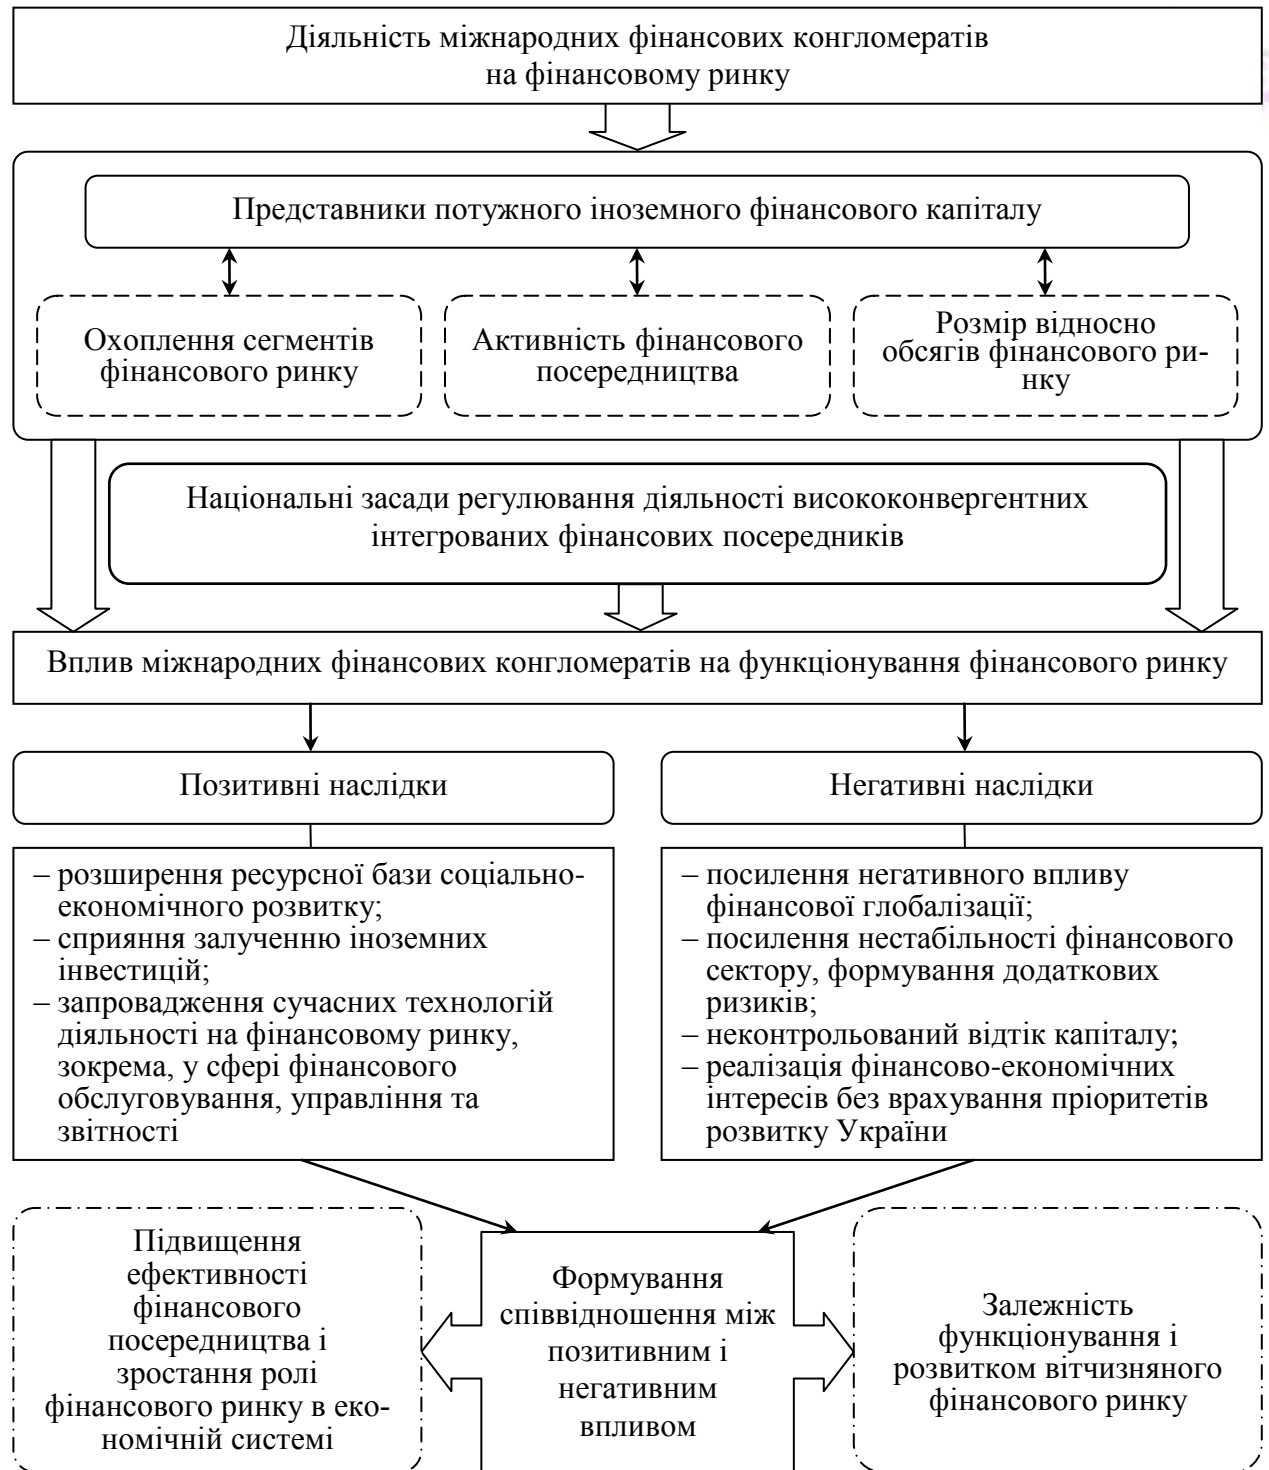 Діяльність міжнародних фінансових конгломератів
на фінансовому ринку
Представники потужного іноземного фінансового капіталу
Охоплення сегментів
фінансового ринку
Активність фінансового
посередництва
Розмір відносно
обсягів фінансового ри-
нку
Національні засади регулювання діяльності висококонвергентних
інтегрованих фінансових посередників
Вплив міжнародних фінансових конгломератів на функціонування фінансового ринку
Позитивні наслідки
– розширення ресурсної бази соціально-
економічного розвитку;
– сприяння залученню іноземних
інвестицій;
– запровадження сучасних технологій
діяльності на фінансовому ринку,
зокрема, у сфері фінансового
обслуговування, управління та
звітності
Негативні наслідки
– посилення негативного впливу
фінансової глобалізації;
– посилення нестабільності фінансового
сектору, формування додаткових
ризиків;
– неконтрольований відтік капіталу;
– реалізація фінансово-економічних
інтересів без врахування пріоритетів
розвитку України
Підвищення
ефективності
фінансового
посередництва і
зростання ролі
фінансового ринку в еко-
номічній системі
Формування
співвідношення між
позитивним і
негативним
впливом
Залежність
функціонування і
розвитком вітчизняного
фінансового ринку